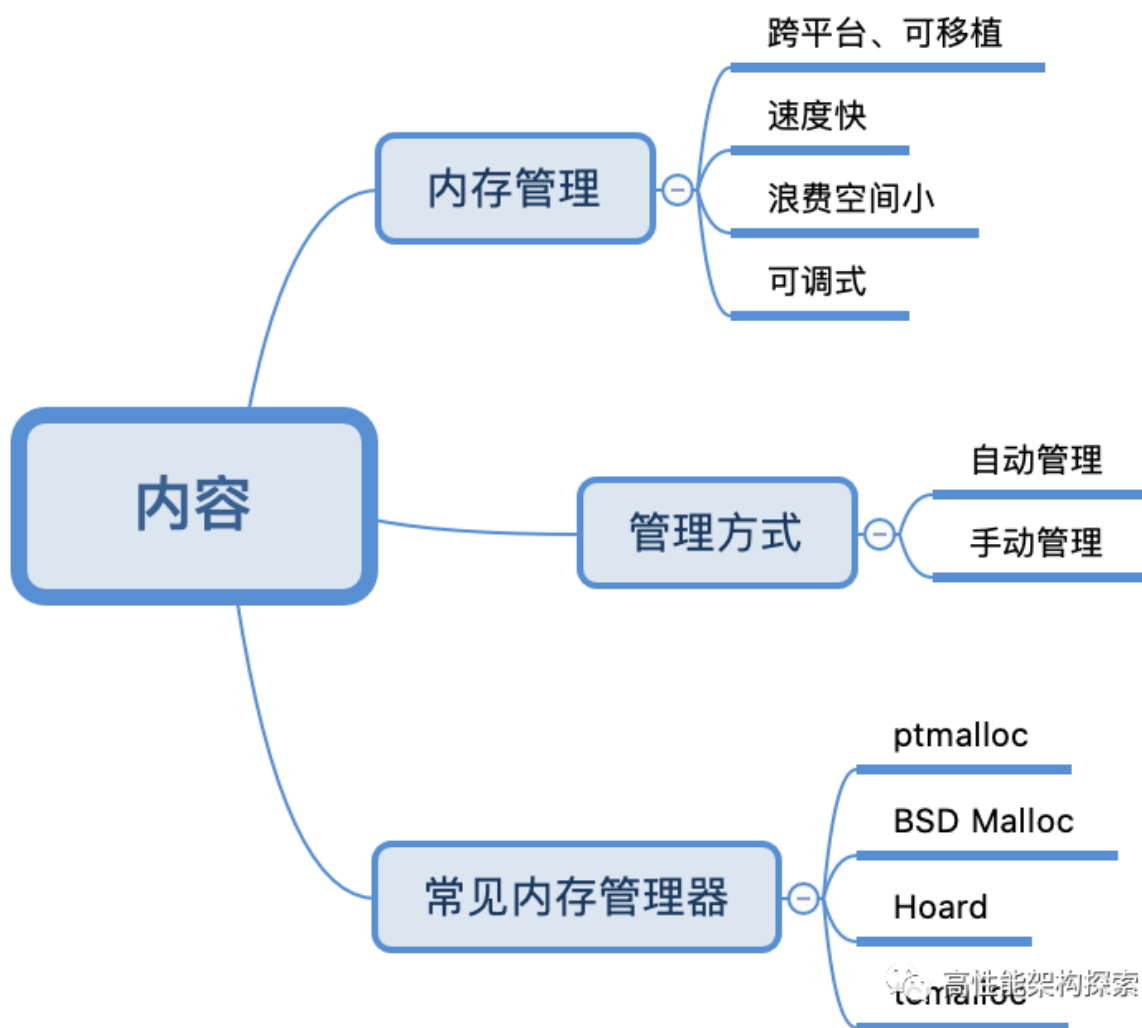 跨平台、可移植
速度快
内存管理
浪费空间小
可调式
自动管理
内容
管理方式
手动管理
ptmalloc
BSD Malloc
常见内存管理器
Hoard
高性能架构探索
tcmalloc